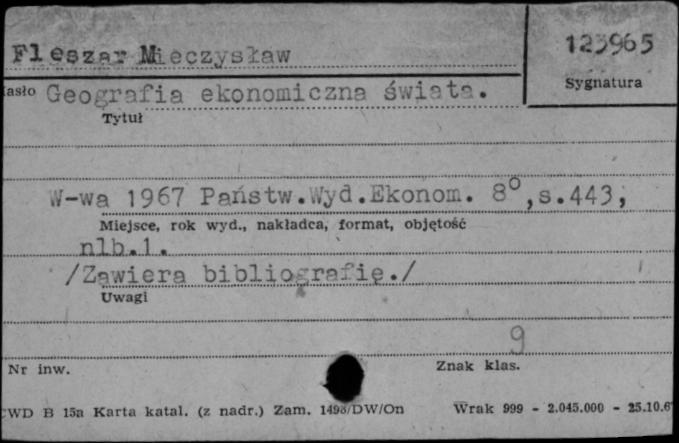 Fleszar Mieczysław
123965
Sygnatura
asło Geografia ekonomiczna świata.
Tytuł
W-wa 1967 Państw.Wyd.Ekonom. 8°,s.443,
Miejsce, rok wyd., nakładca, format, objętość
nlb.1.
/Zawiera bibliografię./
Uwagi
9
Nr inw.
Znak klas.
WD B 15a Karta katal. (z nadr.) Zam. 1498/DW/On Wrak 999 - 2.045.000 - 25.10.6